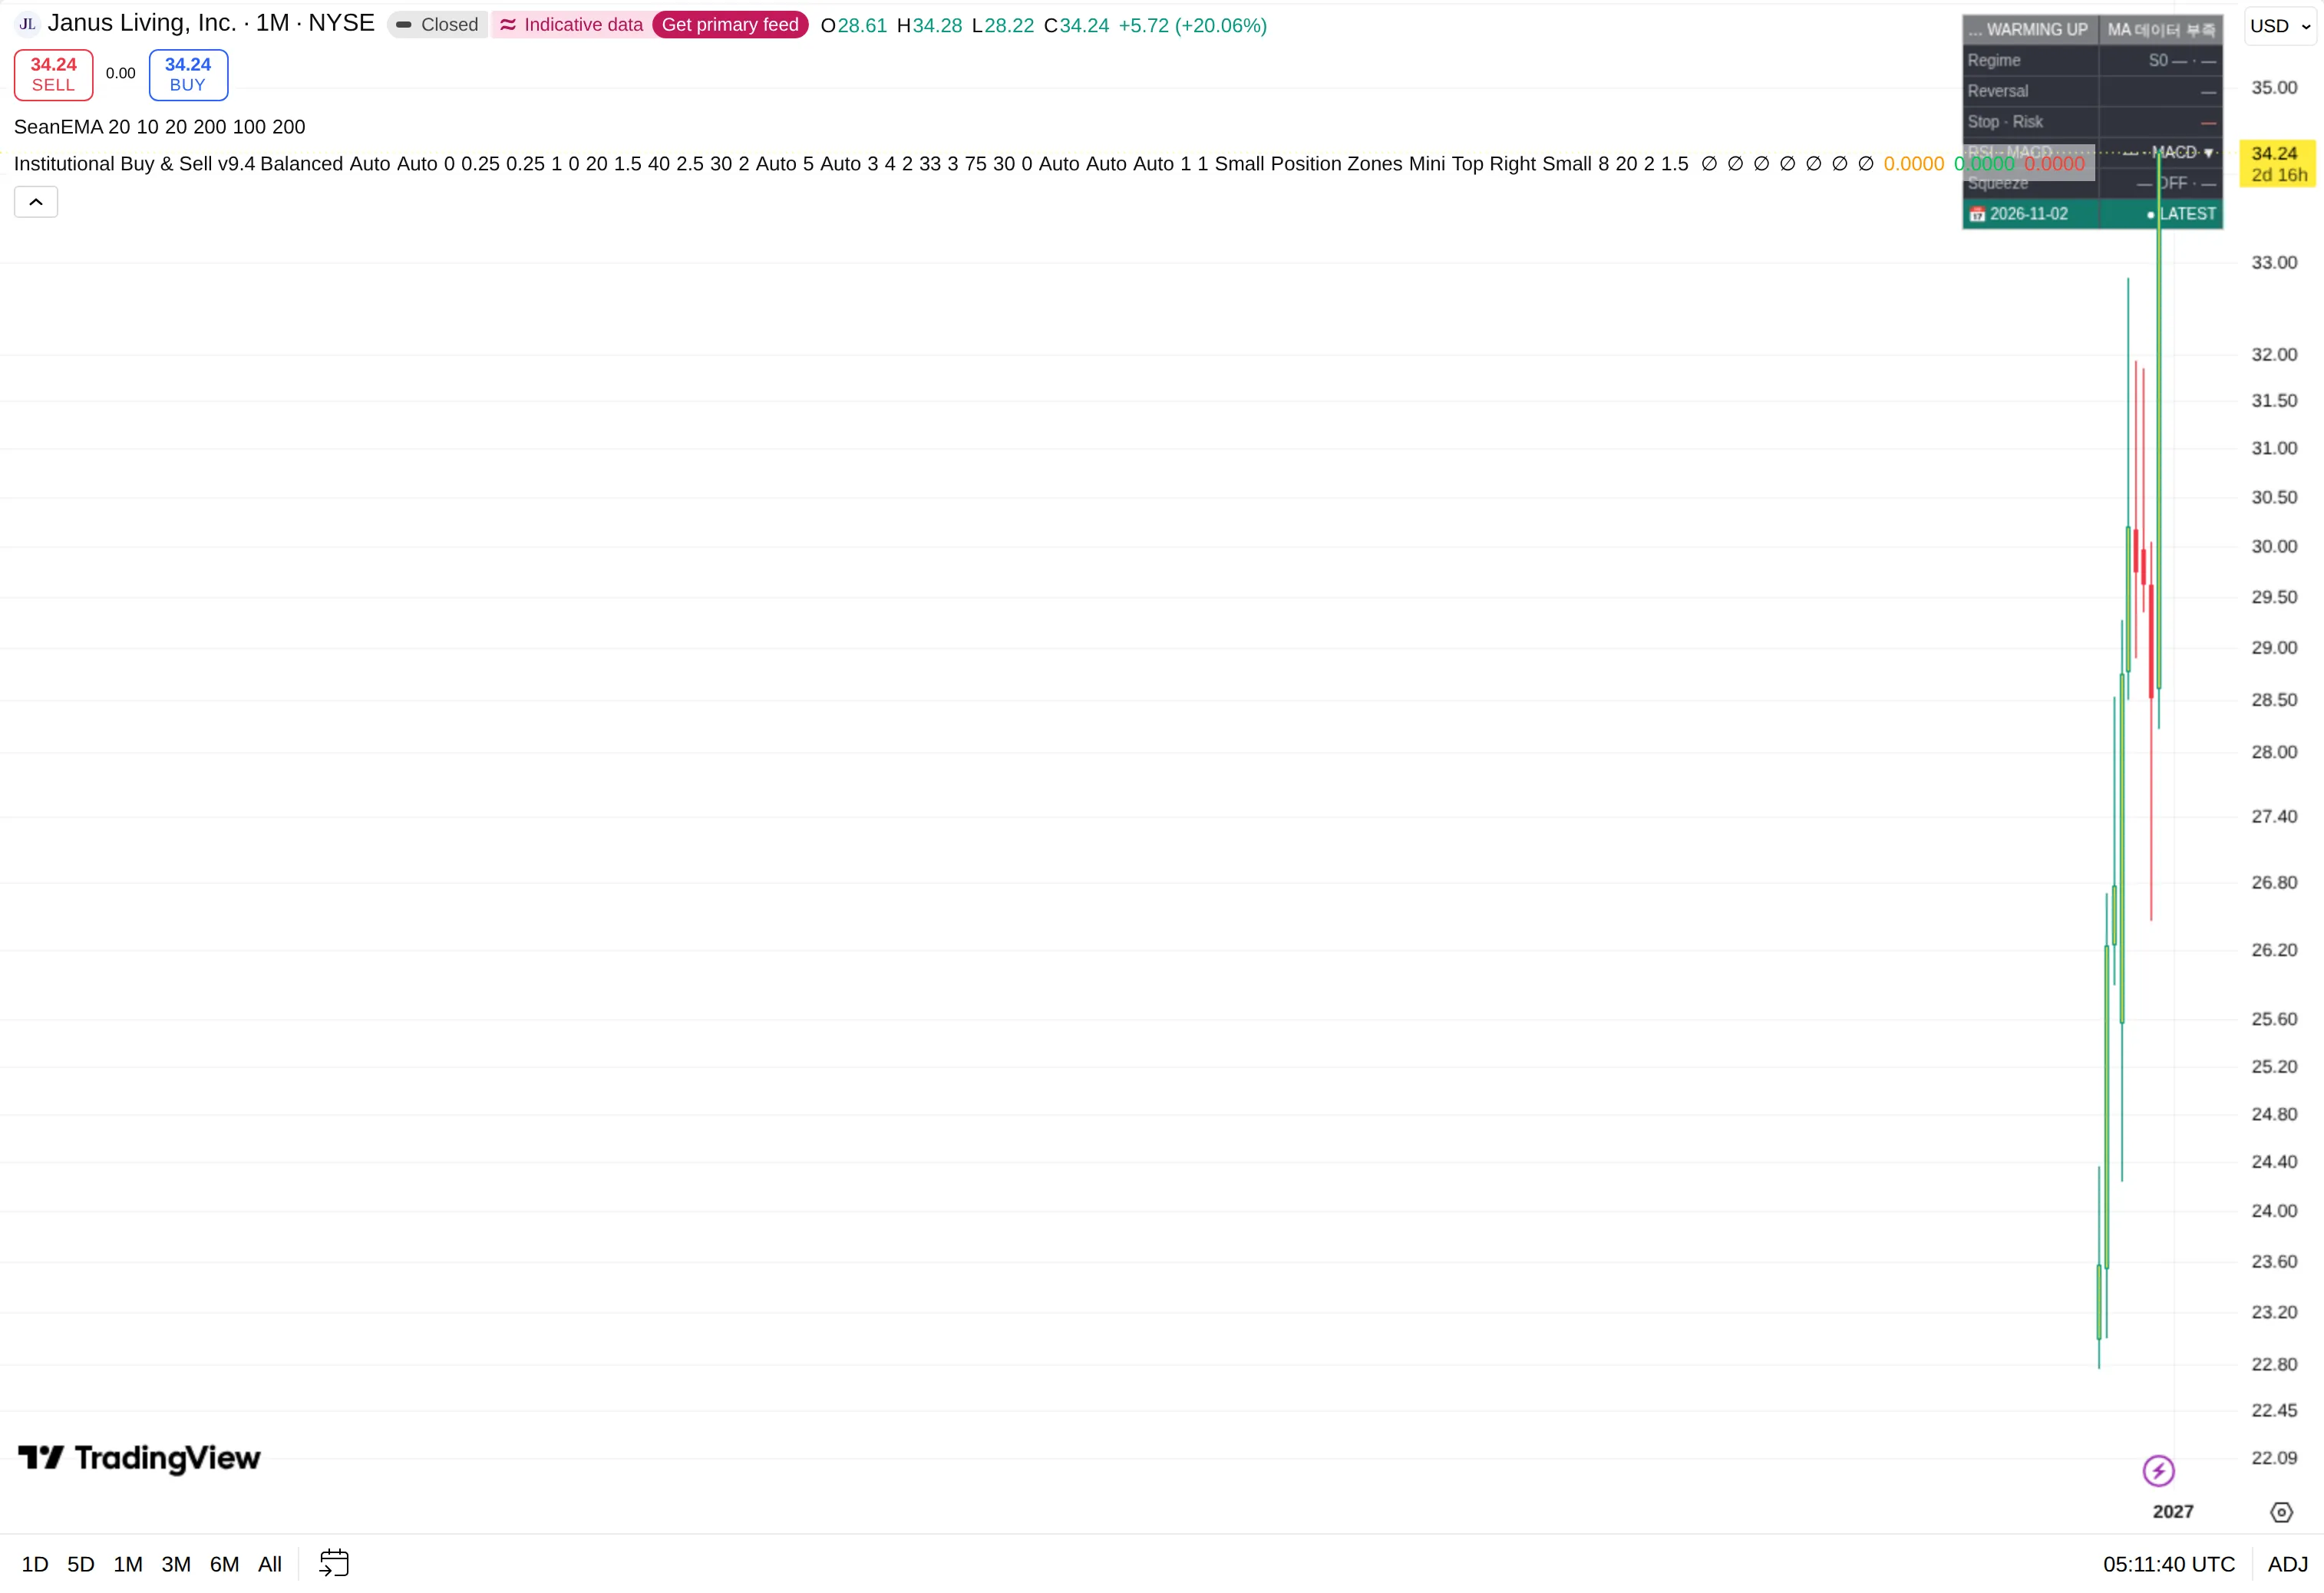 JL Janus Living, Inc. · 1M · NYSE Closed Indicative data Get primary feed O28.61 H34.28 L28.22 C34.24 +5.72 (+20.06%)
34.24 SELL 0.00 34.24 BUY
SeanEMA 20 10 20 200 100 200
Institutional Buy & Sell v9.4 Balanced Auto Auto 0 0.25 0.25 1 0 20 1.5 40 2.5 30 2 Auto 5 Auto 3 4 2 33 3 75 30 0 Auto Auto Auto 1 1 Small Position Zones Mini Top Right Small 8 20 2 1.5 ∅ ∅ ∅ ∅ ∅ ∅ ∅ 0.0000 0.0000 0.0000
... WARMING UP MA 데이터 부족
Regime S0 — · —
Reversal —
Stop · Risk —
RSI · MACD — · MACD ▼
Squeeze — OFF · —
2026-11-02 ● LATEST
USD
35.00
34.24
2d 16h
33.00
32.00
31.50
31.00
30.50
30.00
29.50
29.00
28.50
28.00
27.40
26.80
26.20
25.60
25.20
24.80
24.40
24.00
23.60
23.20
22.80
22.45
22.09
TradingView
2027
1D 5D 1M 3M 6M All 05:11:40 UTC ADJ